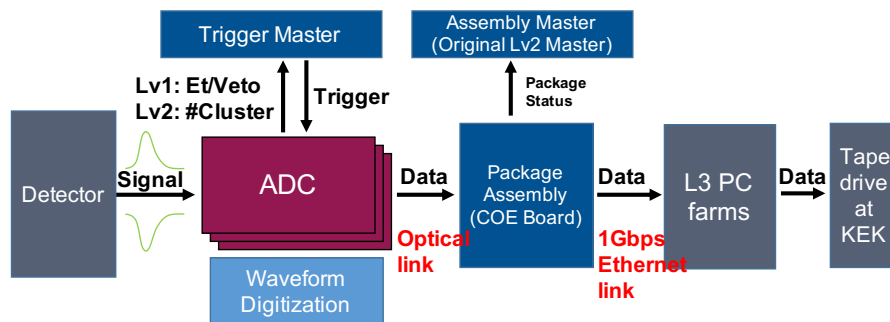 Trigger Master
Assembly Master
(Original Lv2 Master)
Lv1: Et/Veto
Lv2: #Cluster
Trigger
Package
Status
Detector
Signal
ADC
Data
Package
Assembly
(COE Board)
Data
L3 PC
farms
Data
Tape
drive
at
KEK
Optical
link
1Gbps
Ethernet
link
Waveform
Digitization